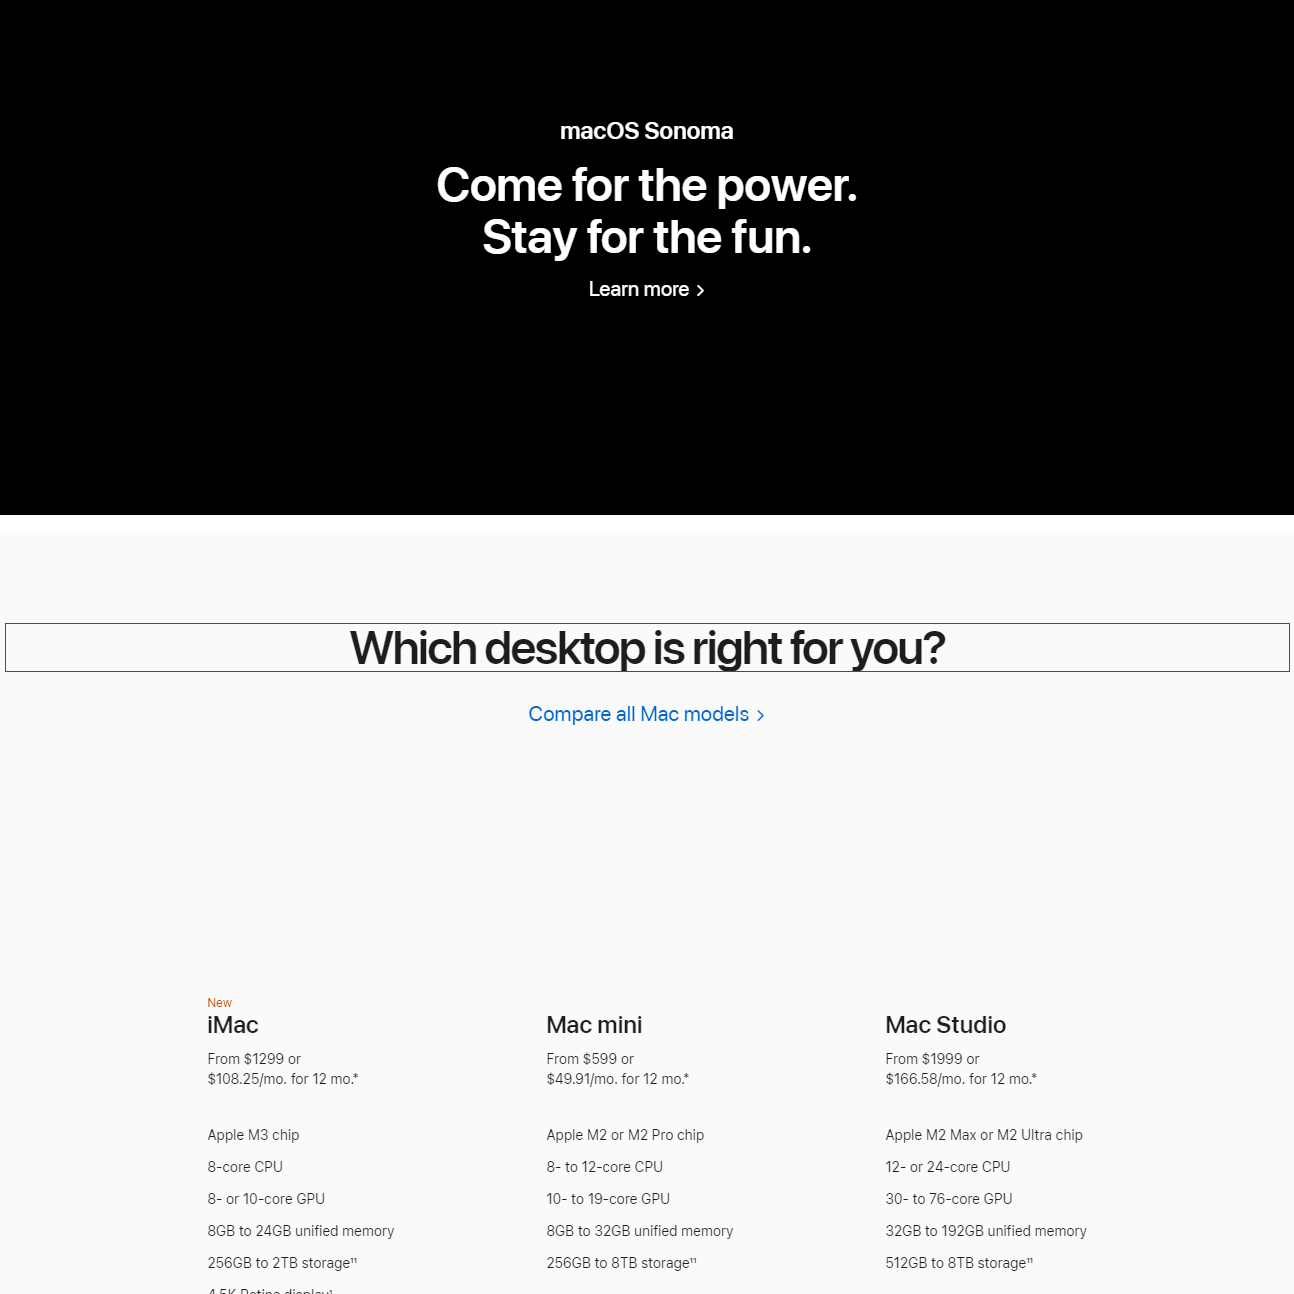 macOS Sonoma
Come for the power.
Stay for the fun.
Learn more >
Which desktop is right for you?
Compare all Mac models >
New
iMac
From $1299 or
$108.25/mo. for 12 mo.*
Apple M3 chip
8-core CPU
8- or 10-core GPU
8GB to 24GB unified memory
256GB to 2TB storage¹¹
4.5K Retina display¹
Mac mini
From $599 or
$49.91/mo. for 12 mo.*
Apple M2 or M2 Pro chip
8- to 12-core CPU
10- to 19-core GPU
8GB to 32GB unified memory
256GB to 8TB storage¹¹
Mac Studio
From $1999 or
$166.58/mo. for 12 mo.*
Apple M2 Max or M2 Ultra chip
12- or 24-core CPU
30- to 76-core GPU
32GB to 192GB unified memory
512GB to 8TB storage¹¹